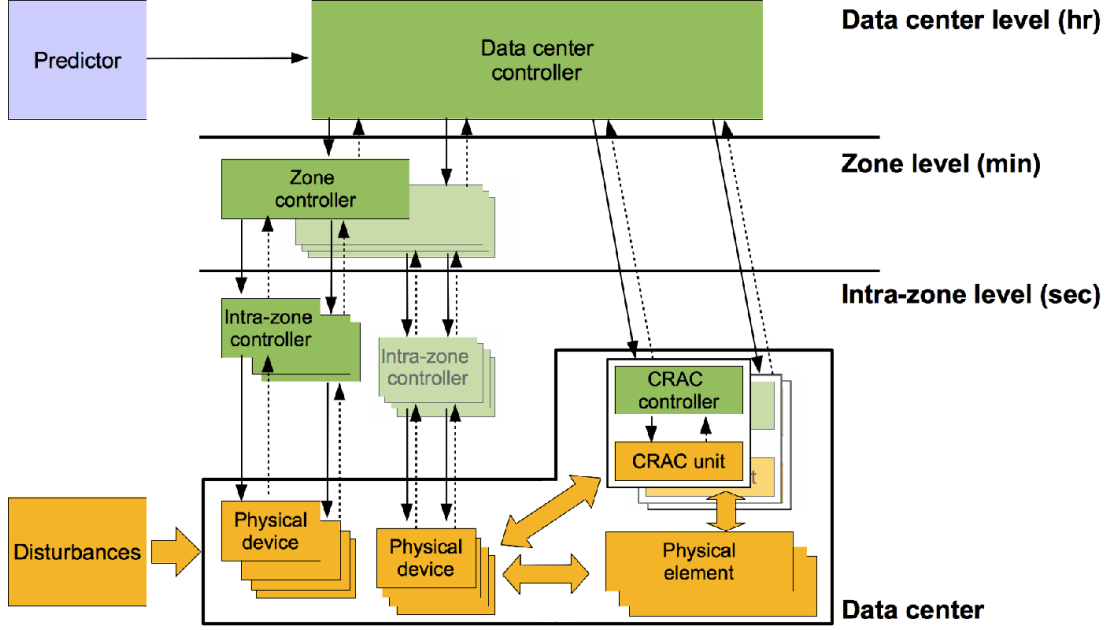 Data center level (hr)
Predictor
Data center
controller
Zone level (min)
Zone
controller
Intra-zone level (sec)
Intra-zone
controller
Intra-zone
controller
CRAC
controller
CRAC unit
t
Disturbances
Physical
device
Physical
device
Physical
element
Data center